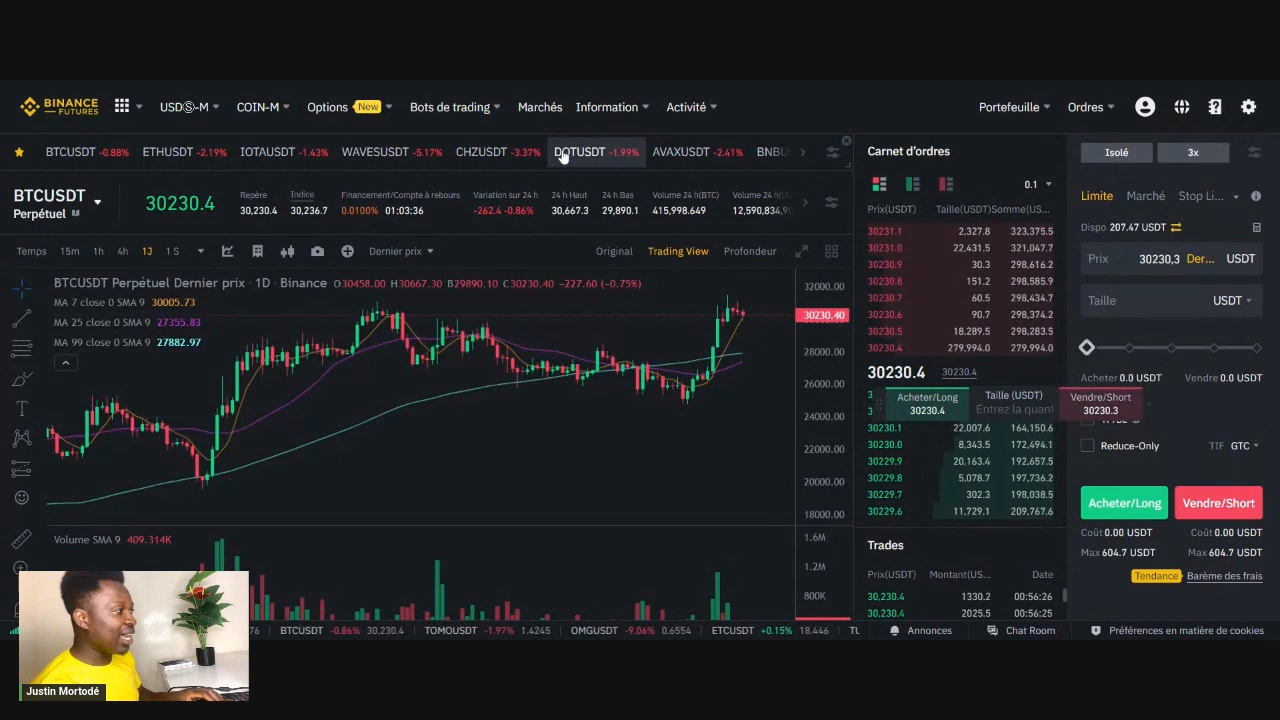 BINANCE
FUTURES
USDⓈ-M
COIN-M
Options New
Bots de trading
Marchés
Information
Activité
Portefeuille
Ordres
BTCUSDT -0.88%
ETHUSDT -2.19%
IOTAUSDT -1.43%
WAVESUSDT -5.17%
CHZUSDT -3.37%
DOTUSDT -1.99%
AVAXUSDT -2.41%
BNBU
BTCUSDT
Perpétuel
30230.4
Repère
30,230.4
Indice
30,236.7
Financement/Compte à rebours
0.0100% 01:03:36
Variation sur 24 h
-262.4 -0.86%
24 h Haut
30,667.3
24 h Bas
29,890.1
Volume 24 h(BTC)
415,998.649
Volume 24 h(U
12,590,834,9
Temps 15m 1h 4h 1J 1 S
Dernier prix
Original
Trading View
Profondeur
BTCUSDT Perpétuel Dernier prix · 1D · Binance O30458.00 H30667.30 B29890.10 C30230.40 -227.60 (-0.75%)
MA 7 close 0 SMA 9 30005.73
MA 25 close 0 SMA 9 27355.83
MA 99 close 0 SMA 9 27882.97
32000.00
30230.40
28000.00
26000.00
24000.00
22000.00
20000.00
18000.00
Volume SMA 9 409.314K
1.6M
1.2M
800K
Carnet d'ordres
0.1
Prix(USDT) Taille(USDT) Somme(US...
30231.1 2,327.8 323,375.5
30231.0 22,431.5 321,047.7
30230.9 30.3 298,616.2
30230.8 151.2 298,585.9
30230.7 60.5 298,434.7
30230.6 90.7 298,374.2
30230.5 18,289.5 298,283.5
30230.4 279,994.0 279,994.0
30230.4 30230.4
Acheter/Long
30230.4
Taille (USDT)
Entrez la quant
Vendre/Short
30230.3
30230.1 22,007.6 164,150.6
30230.0 8,343.5 172,494.1
30229.9 20,163.4 192,657.5
30229.8 5,078.7 197,736.2
30229.7 302.3 198,038.5
30229.6 11,729.1 209,767.6
Trades
Prix(USDT) Montant(US... Date
30,230.4 1330.2 00:56:26
30,230.4 2025.5 00:56:25
Isolé
3x
Limite Marché Stop Li...
Dispo 207.47 USDT
Prix 30230,3 Der... USDT
Taille USDT
Acheter 0.0 USDT
Vendre 0.0 USDT
Reduce-Only
TIF GTC
Acheter/Long
Vendre/Short
Coût 0.00 USDT
Coût 0.00 USDT
Max 604.7 USDT
Max 604.7 USDT
Tendance Barème des frais
Justin Mortodé
76
BTCUSDT -0.86% 30,230.4
TOMOUSDT -1.97% 1.4245
OMGUSDT -9.06% 0.6554
ETCUSDT +0.15% 18.446
Annonces
Chat Room
Préférences en matière de cookies